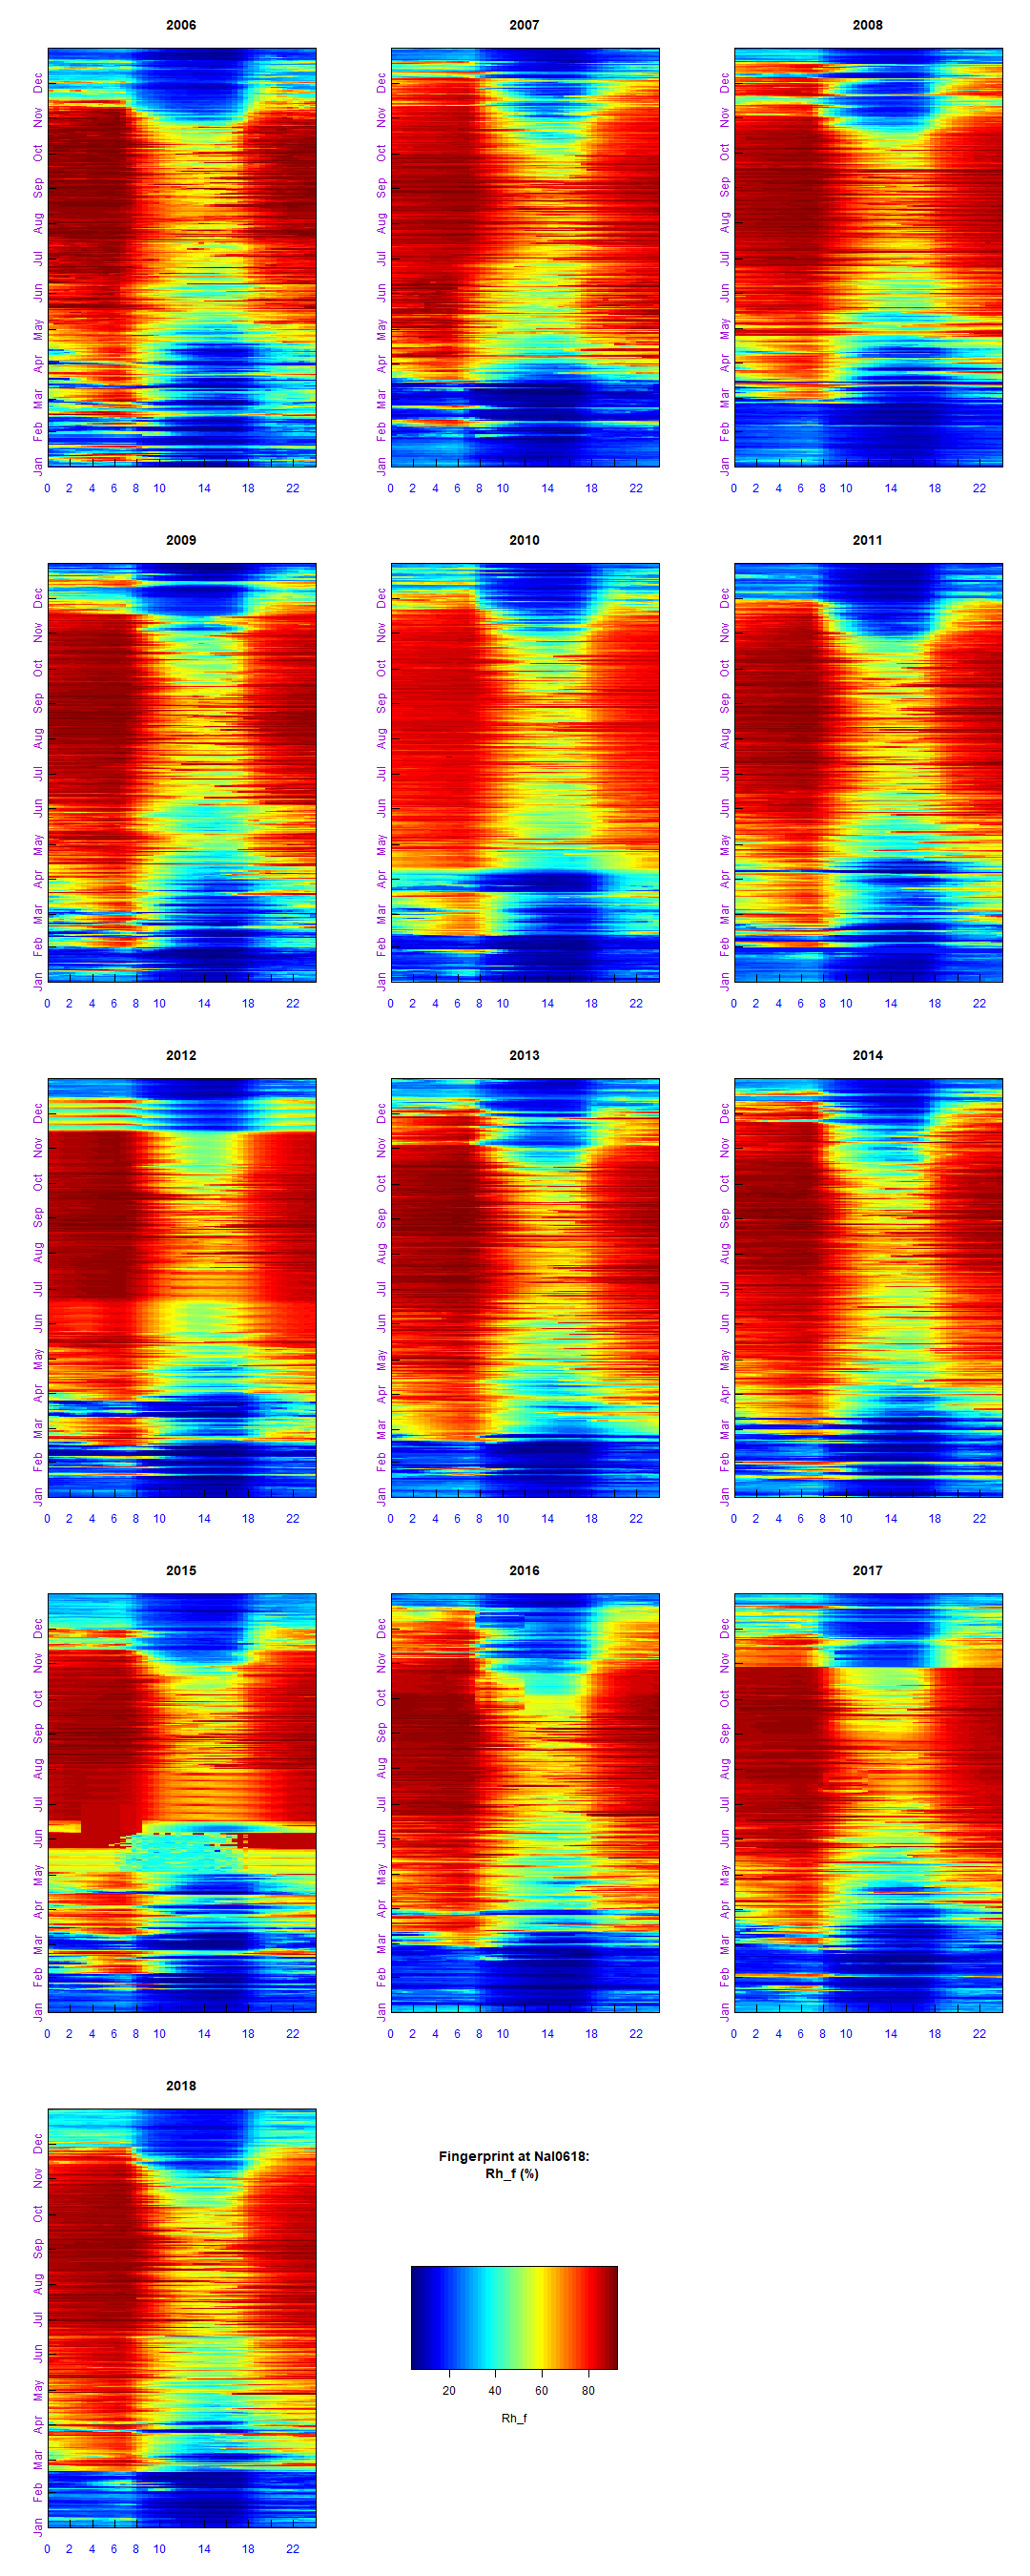 2006
Dec
Nov
Oct
Sep
Aug
Jul
Jun
May
Apr
Mar
Feb
Jan
0 2 4 6 8 10 14 18 22
2007
Dec
Nov
Oct
Sep
Aug
Jul
Jun
May
Apr
Mar
Feb
Jan
0 2 4 6 8 10 14 18 22
2008
Dec
Nov
Oct
Sep
Aug
Jul
Jun
May
Apr
Mar
Feb
Jan
0 2 4 6 8 10 14 18 22
2009
Dec
Nov
Oct
Sep
Aug
Jul
Jun
May
Apr
Mar
Feb
Jan
0 2 4 6 8 10 14 18 22
2010
Dec
Nov
Oct
Sep
Aug
Jul
Jun
May
Apr
Mar
Feb
Jan
0 2 4 6 8 10 14 18 22
2011
Dec
Nov
Oct
Sep
Aug
Jul
Jun
May
Apr
Mar
Feb
Jan
0 2 4 6 8 10 14 18 22
2012
Dec
Nov
Oct
Sep
Aug
Jul
Jun
May
Apr
Mar
Feb
Jan
0 2 4 6 8 10 14 18 22
2013
Dec
Nov
Oct
Sep
Aug
Jul
Jun
May
Apr
Mar
Feb
Jan
0 2 4 6 8 10 14 18 22
2014
Dec
Nov
Oct
Sep
Aug
Jul
Jun
May
Apr
Mar
Feb
Jan
0 2 4 6 8 10 14 18 22
2015
Dec
Nov
Oct
Sep
Aug
Jul
Jun
May
Apr
Mar
Feb
Jan
0 2 4 6 8 10 14 18 22
2016
Dec
Nov
Oct
Sep
Aug
Jul
Jun
May
Apr
Mar
Feb
Jan
0 2 4 6 8 10 14 18 22
2017
Dec
Nov
Oct
Sep
Aug
Jul
Jun
May
Apr
Mar
Feb
Jan
0 2 4 6 8 10 14 18 22
2018
Dec
Nov
Oct
Sep
Aug
Jul
Jun
May
Apr
Mar
Feb
Jan
0 2 4 6 8 10 14 18 22
Fingerprint at Nal0618:
Rh_f (%)
20 40 60 80
Rh_f